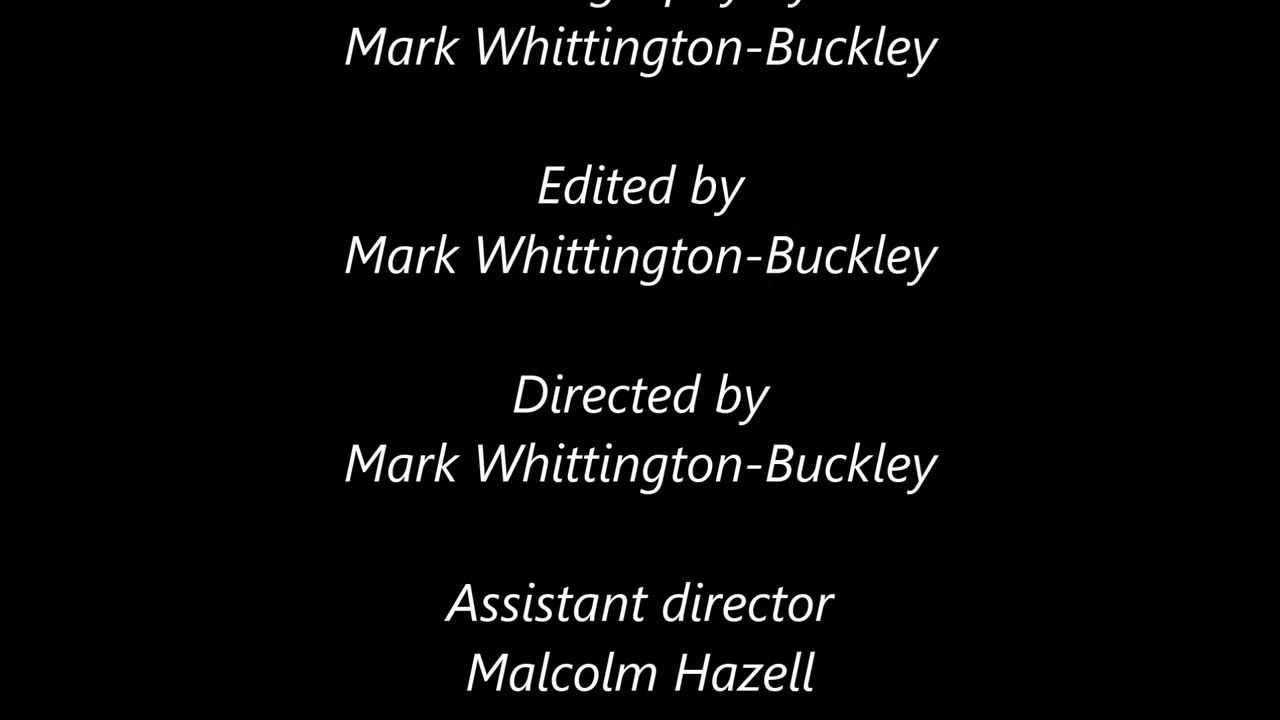 Mark Whittington-Buckley
Edited by
Mark Whittington-Buckley
Directed by
Mark Whittington-Buckley
Assistant director
Malcolm Hazell